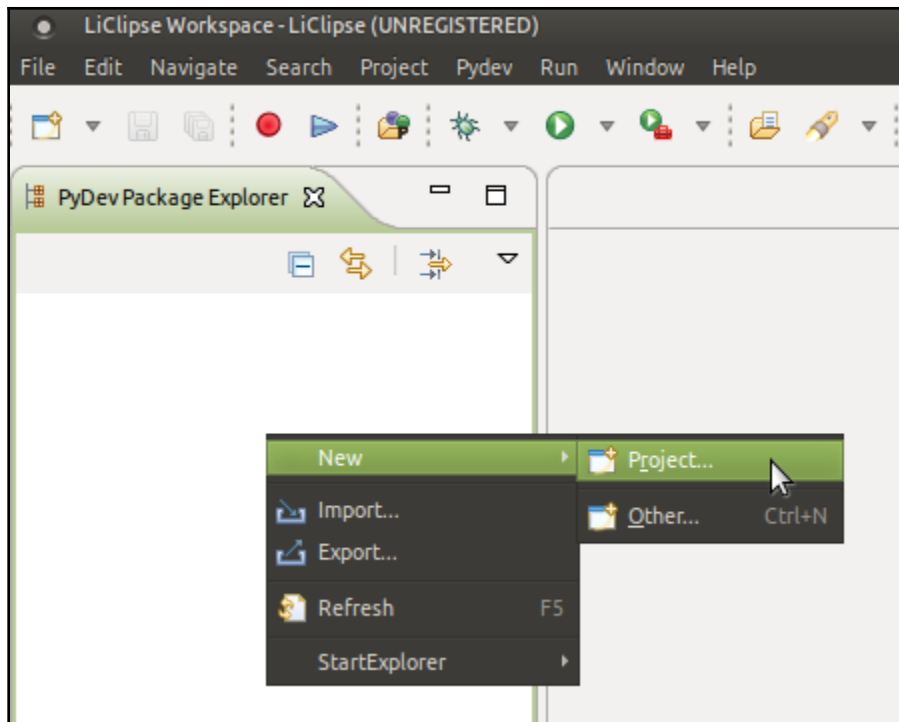 LiClipse Workspace - LiClipse (UNREGISTERED)
File Edit Navigate Search Project Pydev Run Window Help
PyDev Package Explorer
New
Project...
Import...
Other... Ctrl+N
Export...
Refresh F5
StartExplorer